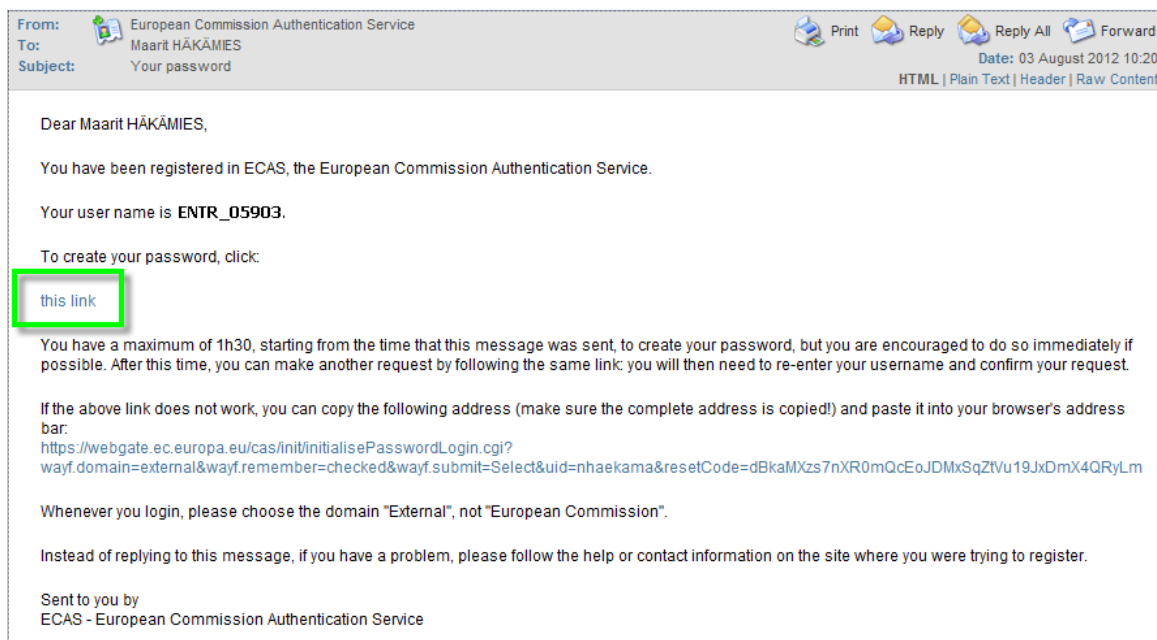 From: European Commission Authentication Service
To: Maarit HÄKÄMIES
Subject: Your password
Print Reply Reply All Forward
Date: 03 August 2012 10:20
HTML | Plain Text | Header | Raw Content
Dear Maarit HÄKÄMIES,
You have been registered in ECAS, the European Commission Authentication Service.
Your user name is ENTR_05903.
To create your password, click:
this link
You have a maximum of 1h30, starting from the time that this message was sent, to create your password, but you are encouraged to do so immediately if
possible. After this time, you can make another request by following the same link: you will then need to re-enter your username and confirm your request.
If the above link does not work, you can copy the following address (make sure the complete address is copied!) and paste it into your browser's address
bar:
https://webgate.ec.europa.eu/cas/init/initialisePasswordLogin.cgi?
wayf.domain=external&wayf.remember=checked&wayf.submit=Select&uid=nhaekama&resetCode=dBkaMXzs7nXR0mQcEoJDMxSqZtVu19JxDmX4QRyLm
Whenever you login, please choose the domain "External", not "European Commission".
Instead of replying to this message, if you have a problem, please follow the help or contact information on the site where you were trying to register.
Sent to you by
ECAS - European Commission Authentication Service